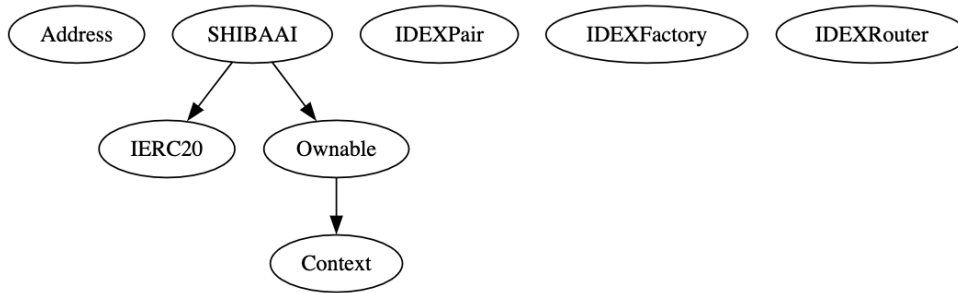 Address
SHIBAAI
IDEXPair
IDEXFactory
IDEXRouter
IERC20
Ownable
Context